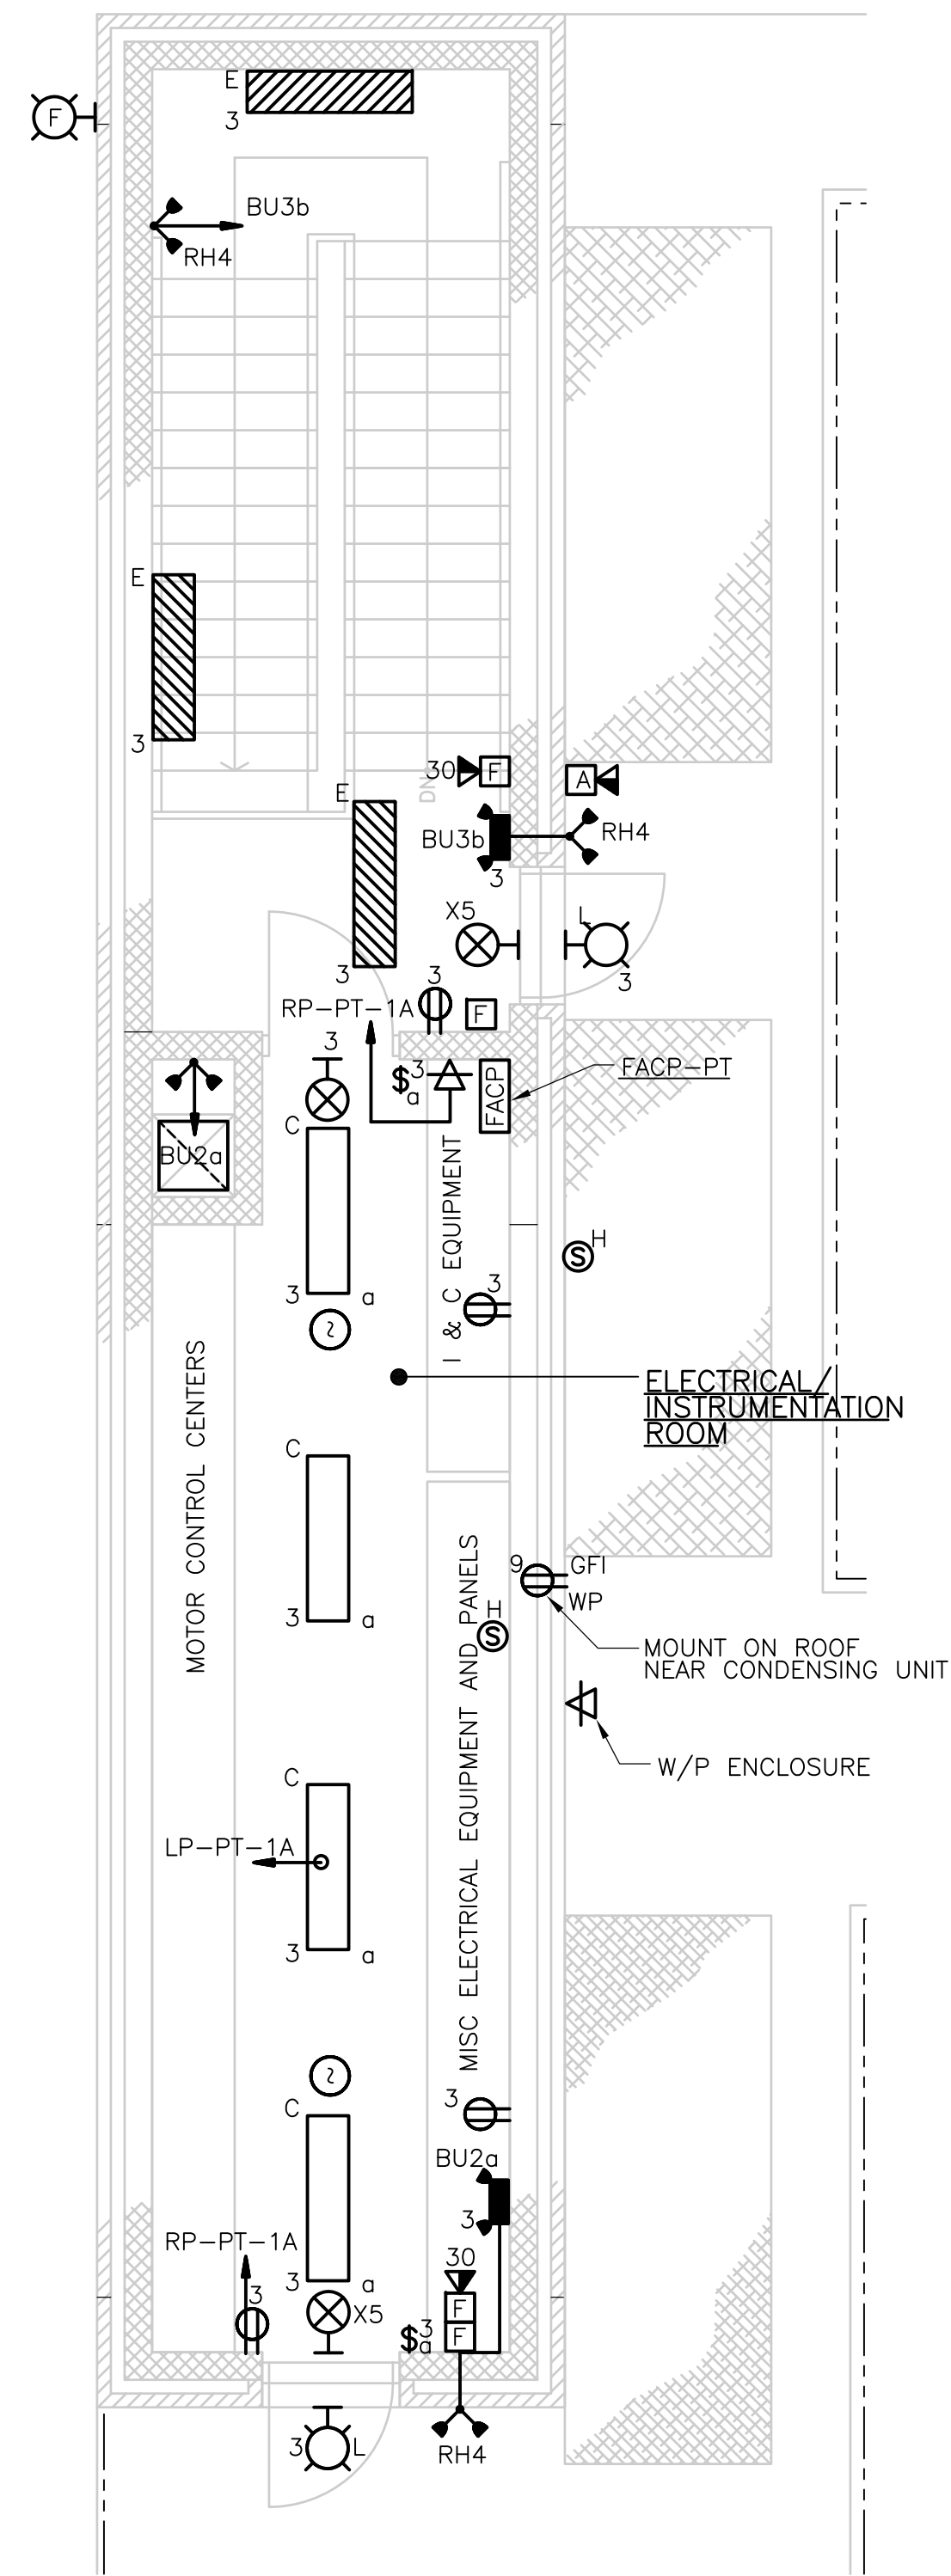 E
3
F
BU3b
RH4
E
3
30
F
A
DN
BU3b
RH4
3
E
3
X5
L
3
3
RP-PT-1A
F
3
$3
a
FACP
FACP-PT
BU2a
C
3
a
I & C EQUIPMENT
S
H
3
MOTOR CONTROL CENTERS
ELECTRICAL/
INSTRUMENTATION
ROOM
C
3
a
9
GFI
WP
MISC ELECTRICAL EQUIPMENT AND PANELS
H
S
MOUNT ON ROOF
NEAR CONDENSING UNIT
W/P ENCLOSURE
C
LP-PT-1A
3
a
C
3
BU2a
3
RP-PT-1A
3
a
3
X5
30
F
F
$3
a
3
L
RH4